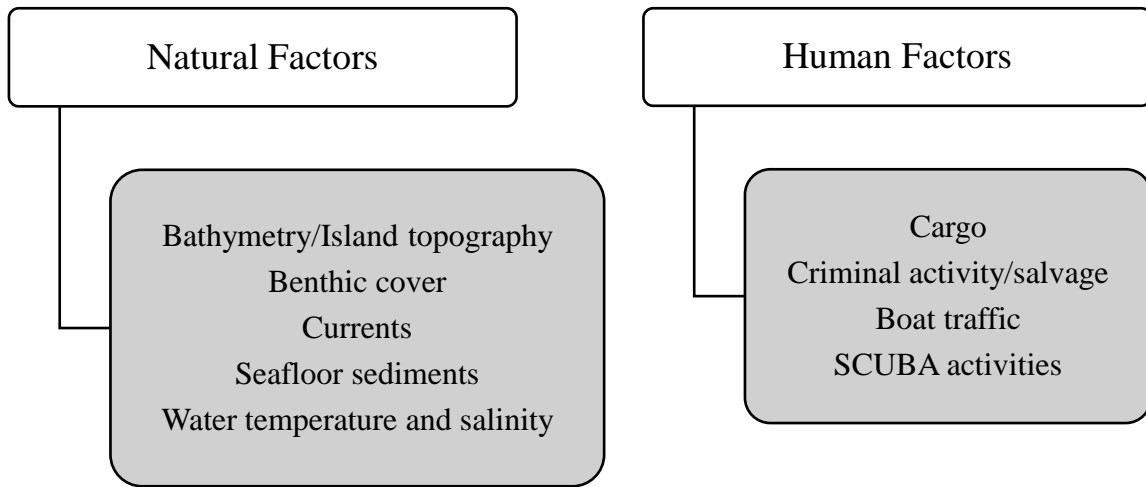 Natural Factors
Bathymetry/Island topography
Benthic cover
Currents
Seafloor sediments
Water temperature and salinity
Human Factors
Cargo
Criminal activity/salvage
Boat traffic
SCUBA activities